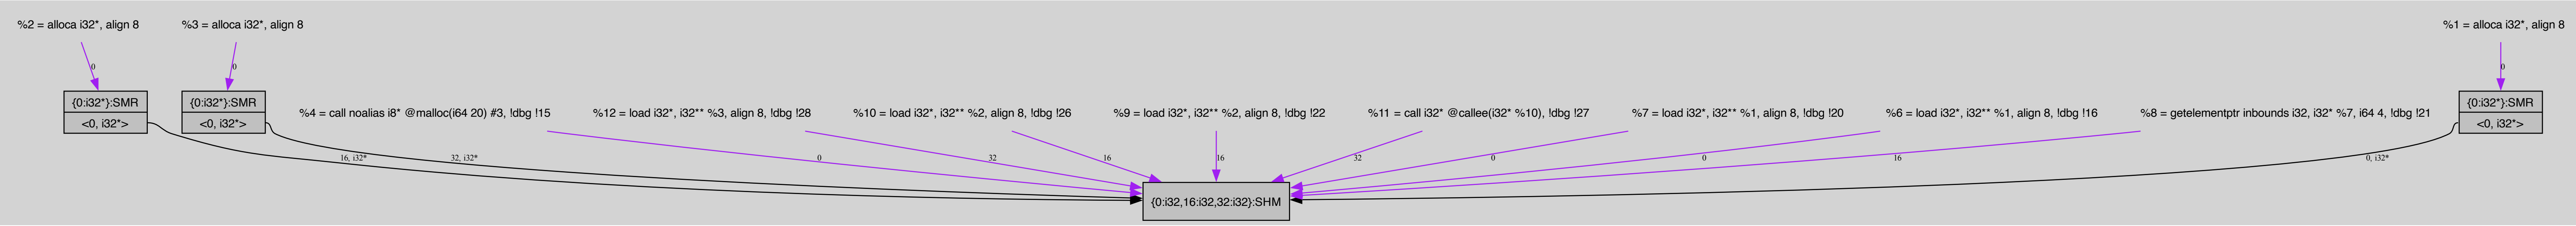 %2 = alloca i32*, align 8
%3 = alloca i32*, align 8
%1 = alloca i32*, align 8
0
0
0
{0:i32*}:SMR
<0, i32*>
{0:i32*}:SMR
<0, i32*>
%4 = call noalias i8* @malloc(i64 20) #3, !dbg !15
%12 = load i32*, i32** %3, align 8, !dbg !28
%10 = load i32*, i32** %2, align 8, !dbg !26
%9 = load i32*, i32** %2, align 8, !dbg !22
%11 = call i32* @callee(i32* %10), !dbg !27
%7 = load i32*, i32** %1, align 8, !dbg !20
%6 = load i32*, i32** %1, align 8, !dbg !16
%8 = getelementptr inbounds i32, i32* %7, i64 4, !dbg !21
{0:i32*}:SMR
<0, i32*>
16, i32*
32, i32*
0
32
16
16
32
0
0
16
0, i32*
{0:i32,16:i32,32:i32}:SHM